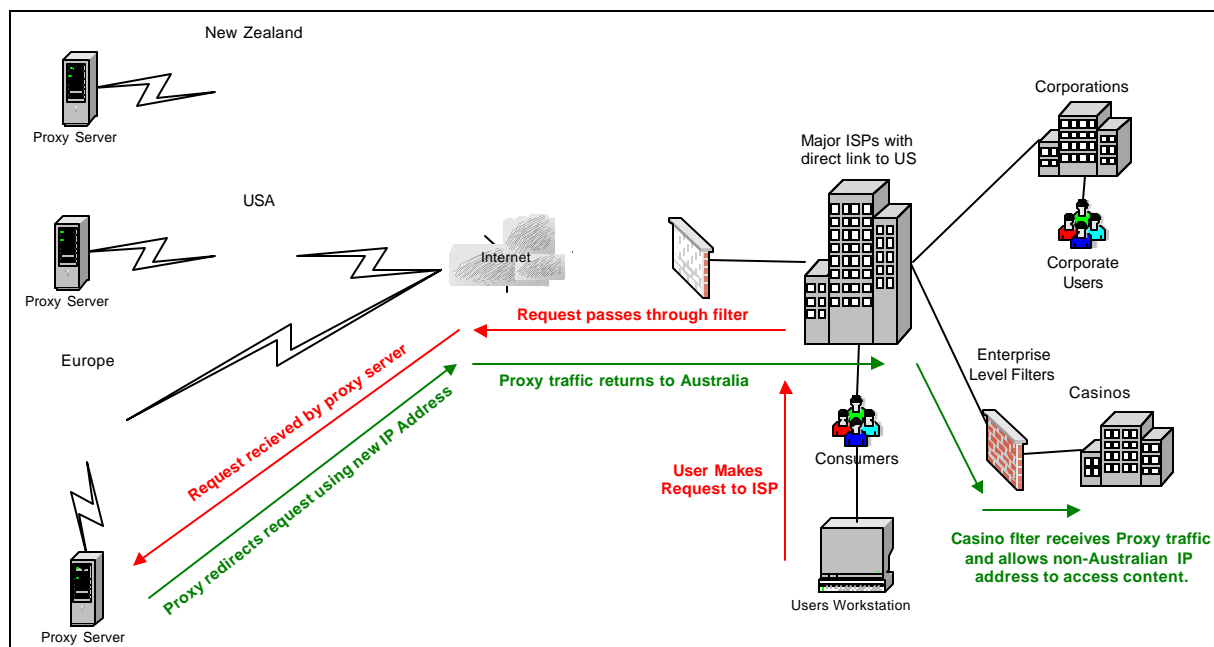 New Zealand
Proxy Server
Corporations
Major ISPs with
direct link to US
USA
Proxy Server
Internet
Corporate
Users
Request passes through filter
Europe
Proxy traffic returns to Australia
Enterprise
Level Filters
Casinos
Request recieved by proxy server
Proxy redirects request using new IP Address
Consumers
User Makes
Request to ISP
Casino flter receives Proxy traffic
and allows non-Australian IP
address to access content.
Users Workstation
Proxy Server